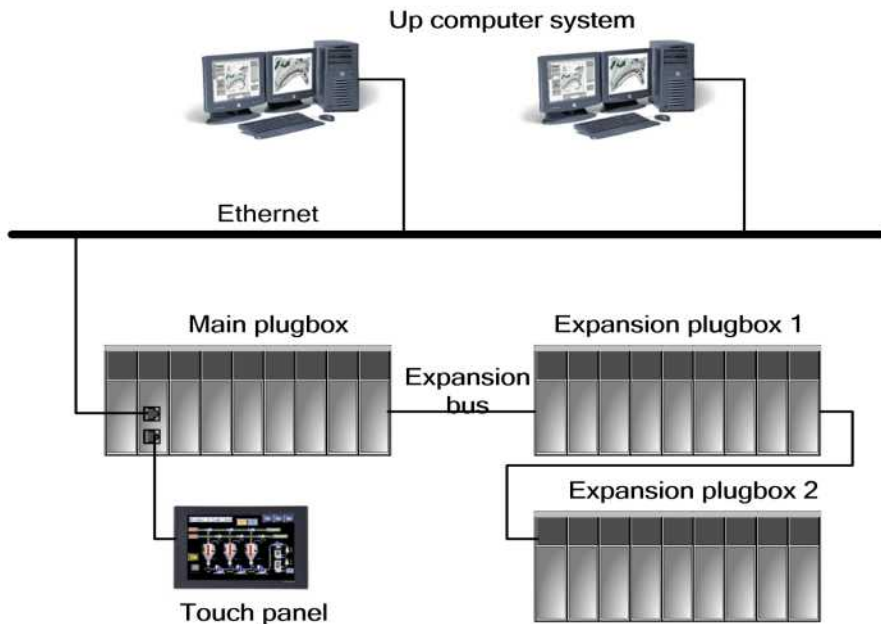 Up computer system
Ethernet
Main plugbox
Expansion plugbox 1
Expansion
bus
Expansion plugbox 2
Touch panel